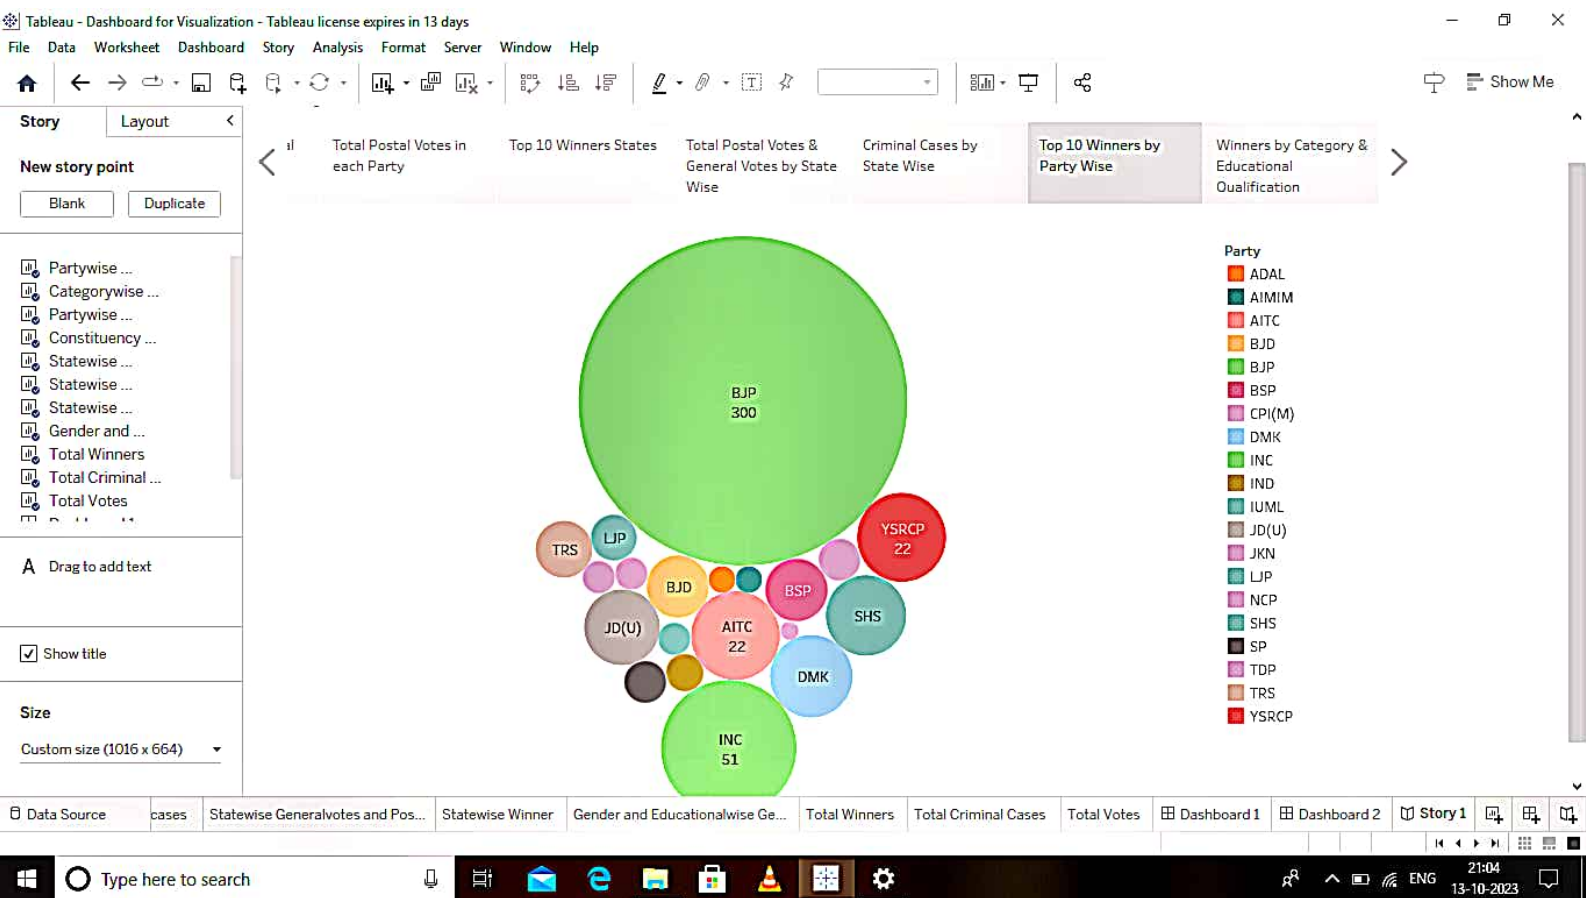 Tableau - Dashboard for Visualization - Tableau license expires in 13 days
File Data Worksheet Dashboard Story Analysis Format Server Window Help
Show Me
Story Layout
New story point
Blank Duplicate
Partywise ...
Categorywise ...
Partywise ...
Constituency ...
Statewise ...
Statewise ...
Statewise ...
Gender and ...
Total Winners
Total Criminal ...
Total Votes
A Drag to add text
Show title
Size
Custom size (1016 x 664)
Total Postal Votes in
each Party
Top 10 Winners States
Total Postal Votes &
General Votes by State
Wise
Criminal Cases by
State Wise
Top 10 Winners by
Party Wise
Winners by Category &
Educational
Qualification
BJP
300
YSRCP
22
TRS
LJP
BJD
BSP
JD(U)
AITC
22
SHS
DMK
INC
51
Party
ADAL
AIMIM
AITC
BJD
BJP
BSP
CPI(M)
DMK
INC
IND
IUML
JD(U)
JKN
LJP
NCP
SHS
SP
TDP
TRS
YSRCP
Data Source cases Statewise Generalvotes and Pos... Statewise Winner Gender and Educationalwise Ge... Total Winners Total Criminal Cases Total Votes Dashboard 1 Dashboard 2 Story 1
Type here to search
ENG
21:04
13-10-2023